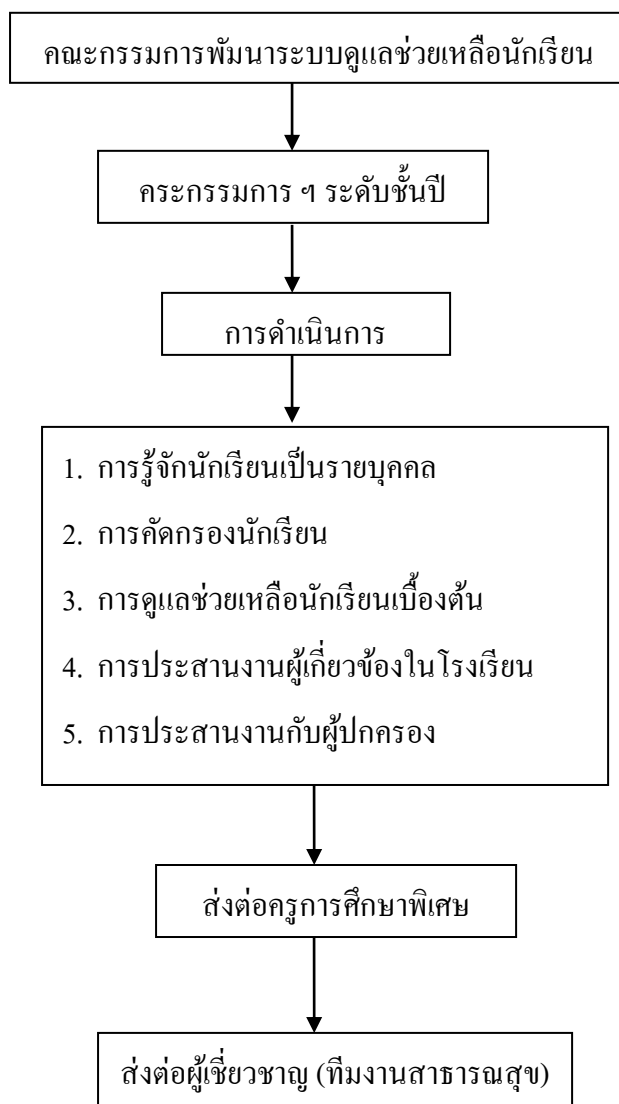 คณะกรรมการพัมนาระบบดูแลช่วยเหลือนักเรียน
คระกรรมการ ฯ ระดับชั้นปี
การดำเนินการ
1. การรู้จักนักเรียนเป็นรายบุคคล
2. การคัดกรองนักเรียน
3. การดูแลช่วยเหลือนักเรียนเบื้องต้น
4. การประสานงานผู้เกี่ยวข้องในโรงเรียน
5. การประสานงานกับผู้ปกครอง
ส่งต่อครูการศึกษาพิเศษ
ส่งต่อผู้เชี่ยวชาญ (ทีมงานสาธารณสุข)